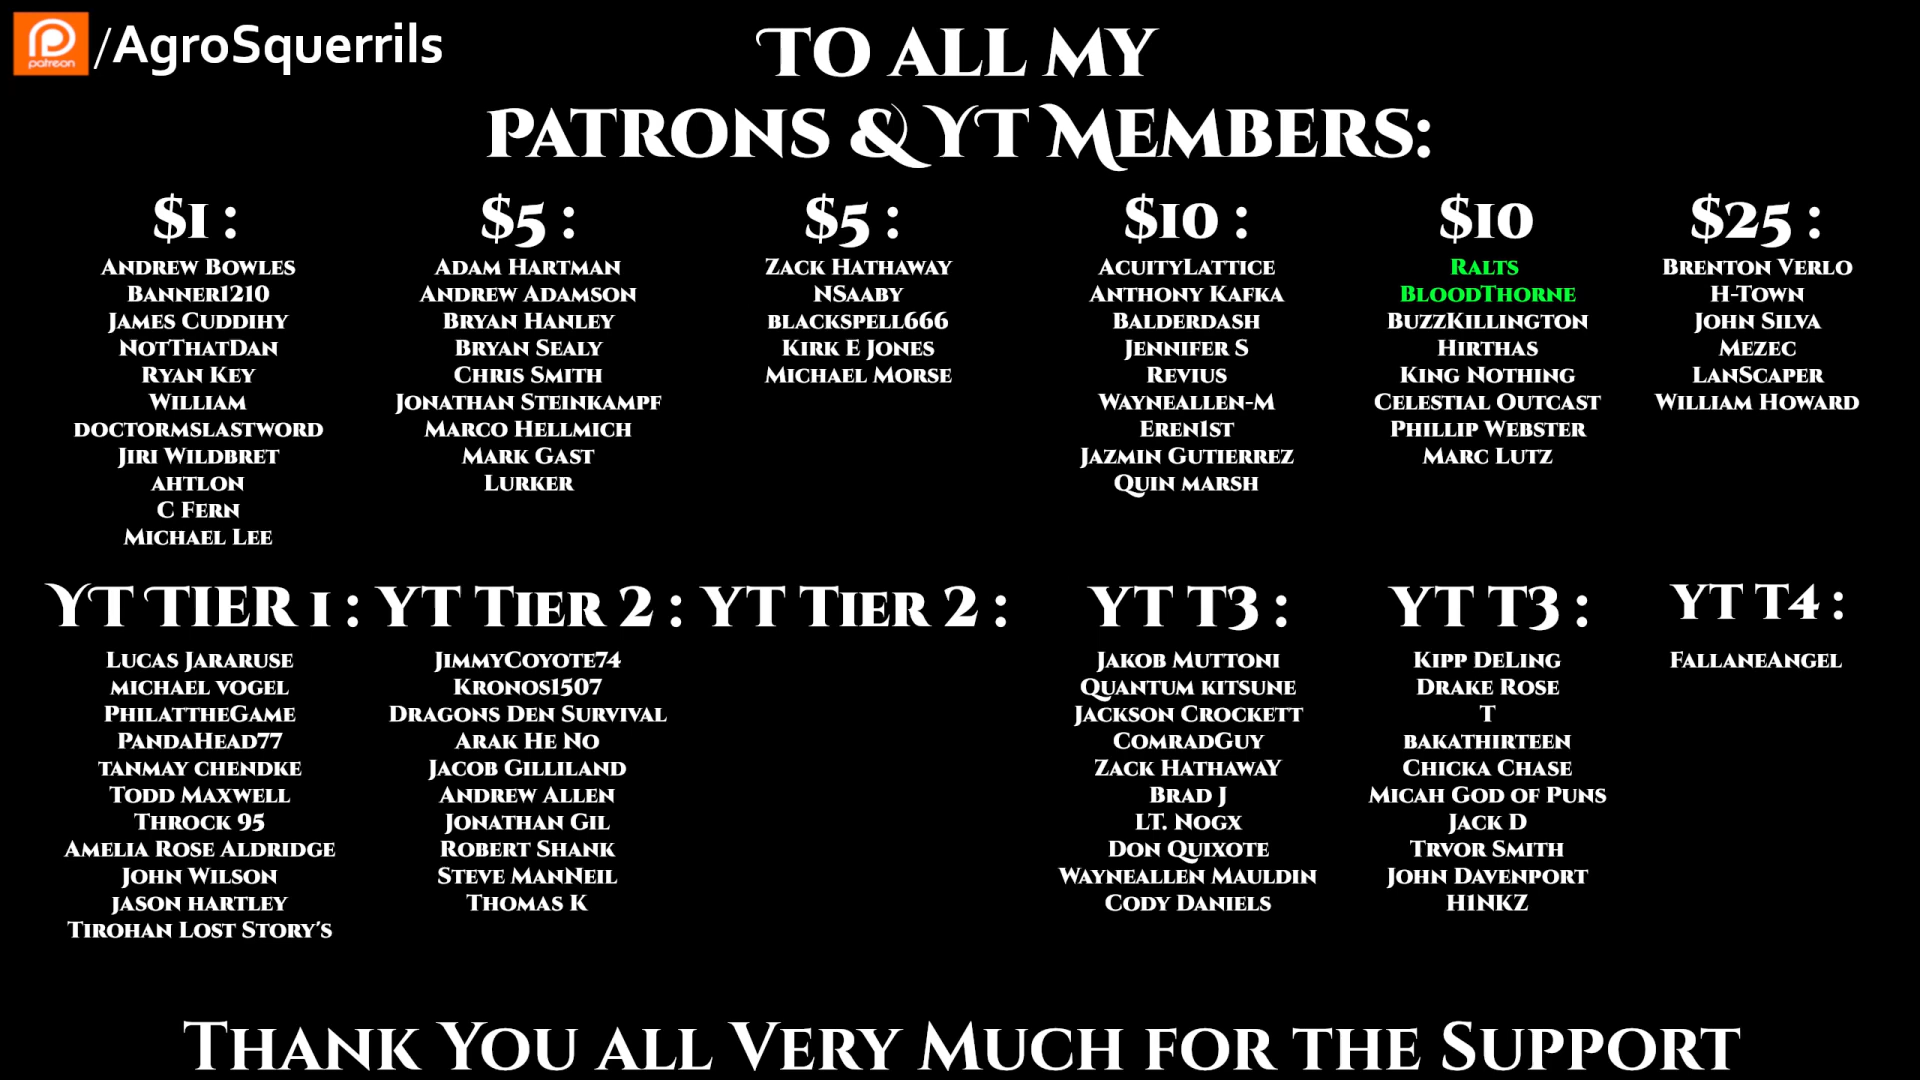 patreon
/AgroSquerrils
To all my
Patrons & YT Members:
$1 :
Andrew Bowles
Banner1210
James Cuddihy
NotThatDan
Ryan Key
William
doctormslastword
Jiri Wildbret
ahtlon
C Fern
Michael Lee
$5 :
Adam Hartman
Andrew Adamson
Bryan Hanley
Bryan Sealy
Chris Smith
Jonathan Steinkampf
Marco Hellmich
Mark Gast
Lurker
$5 :
Zack Hathaway
NSaaby
blackspell666
Kirk E Jones
Michael Morse
$10 :
AcuityLattice
Anthony Kafka
Balderdash
Jennifer S
Revius
Wayneallen-M
Eren1st
Jazmin Gutierrez
Quin marsh
$10
Ralts
BloodThorne
BuzzKillington
Hirthas
King Nothing
Celestial Outcast
Phillip Webster
Marc Lutz
$25 :
Brenton Verlo
H-Town
John Silva
Mezec
LanScaper
William Howard
YT Tier 1 :
Lucas Jararuse
michael vogel
PhilattheGame
PandaHead77
tanmay chendke
Todd Maxwell
Throck 95
Amelia Rose Aldridge
John Wilson
jason hartley
Tirohan Lost Story's
YT Tier 2 :
JimmyCoyote74
Kronos1507
Dragons Den Survival
Arak He No
Jacob Gilliland
Andrew Allen
Jonathan Gil
Robert Shank
Steve ManNeil
Thomas K
YT Tier 2 :
YT T3 :
Jakob Muttoni
Quantum kitsune
Jackson Crockett
ComradGuy
Zack HathawaY
Brad J
LT. Nogx
Don Quixote
Wayneallen Mauldin
Cody Daniels
YT T3 :
Kipp DeLing
Drake Rose
T
bakathirteen
Chicka Chase
Micah God of Puns
Jack D
Trvor Smith
John Davenport
H1NKZ
YT T4 :
FallaneAngel
Thank You all Very Much for the Support